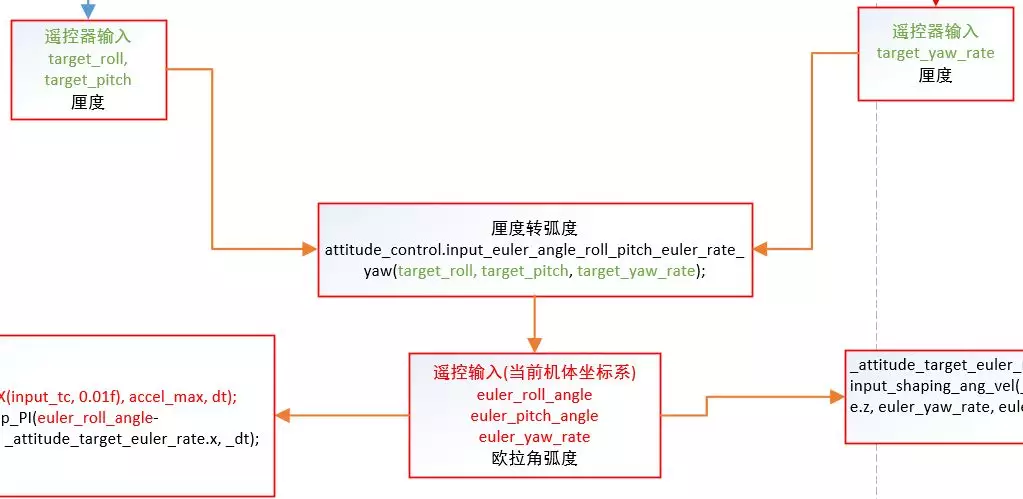 遥控器输入
target_roll,
target_pitch
厘度
遥控器输入
target_yaw_rate
厘度
厘度转弧度
attitude_control.input_euler_angle_roll_pitch_euler_rate_
yaw(target_roll, target_pitch, target_yaw_rate);
X(input_tc, 0.01f), accel_max, dt);
p_PI(euler_roll_angle-
_attitude_target_euler_rate.x, _dt);
遥控输入(当前机体坐标系)
euler_roll_angle
euler_pitch_angle
euler_yaw_rate
欧拉角弧度
_attitude_target_euler_
input_shaping_ang_vel(_
e.z, euler_yaw_rate, eule